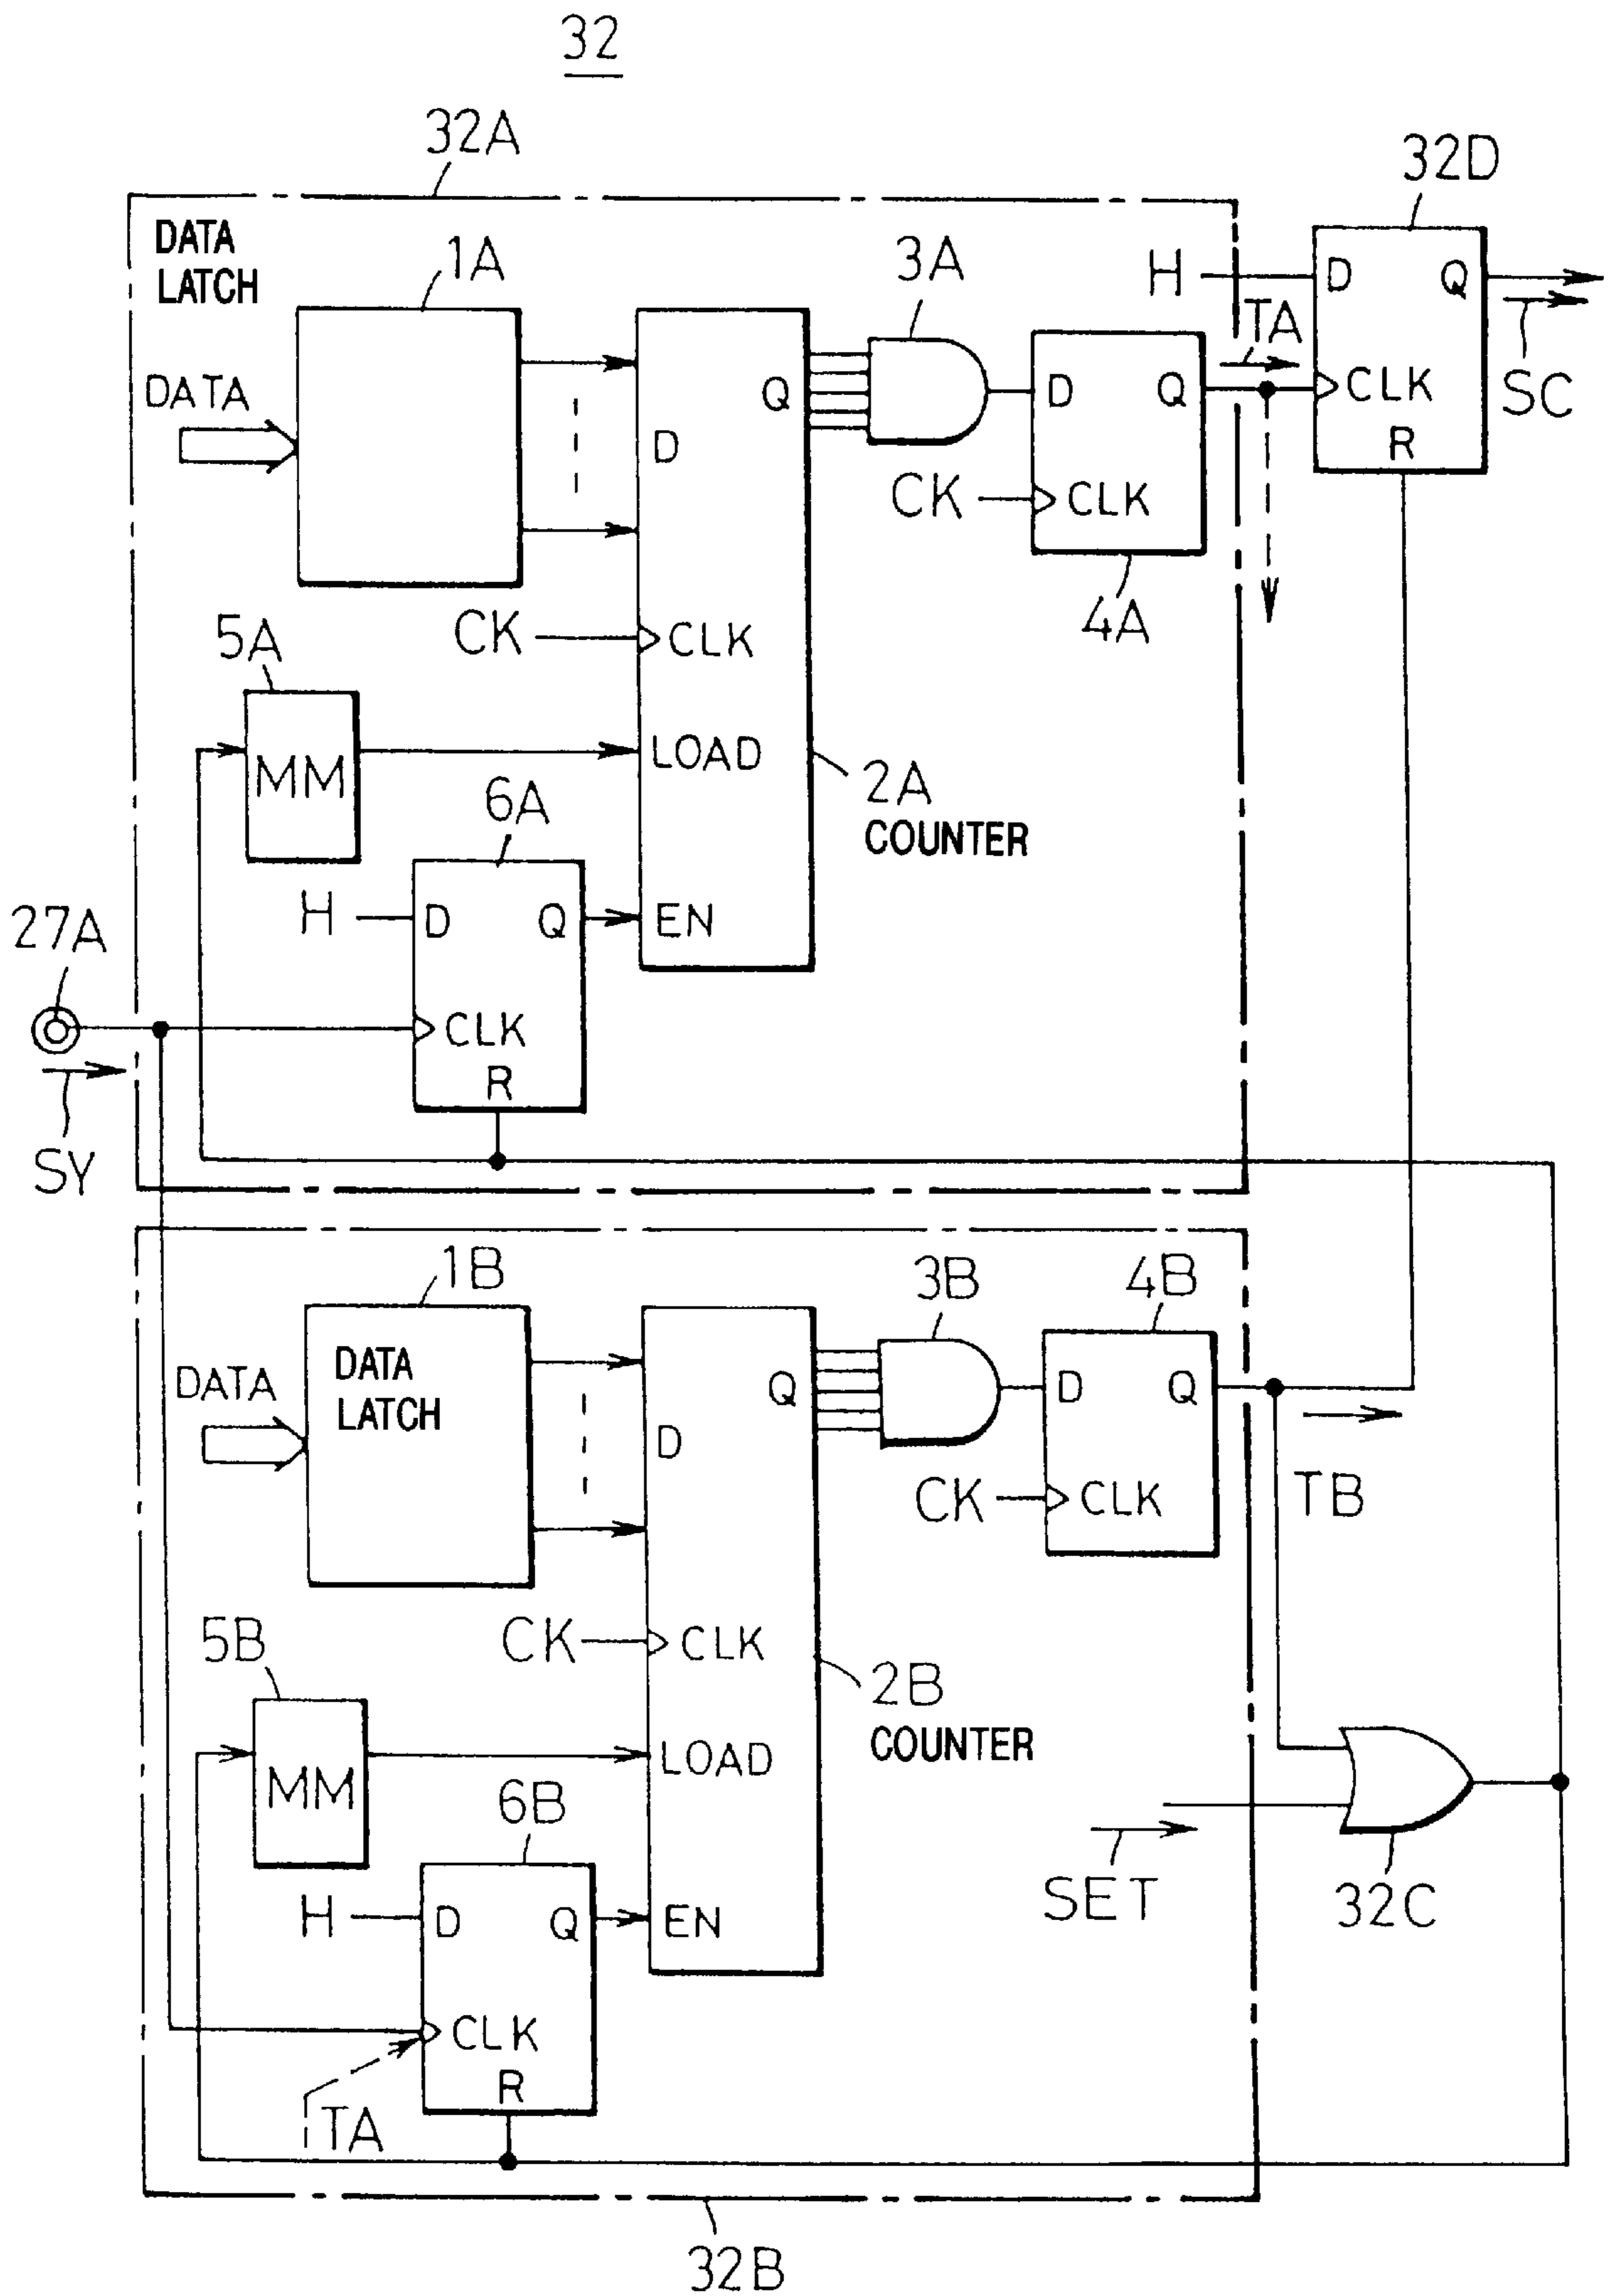 32
32A
32D
DATA
LATCH
1A
3A
H
D
Q
TA
DATA
Q
D
Q
CLK
SC
D
R
CK
CLK
5A
CK
CLK
4A
MM
LOAD
2A
COUNTER
6A
27A
H
D
Q
EN
CLK
R
SY
1B
3B
4B
DATA
LATCH
DATA
Q
D
Q
D
CK
CLK
TB
5B
CK
CLK
2B
COUNTER
MM
LOAD
6B
SET
32C
H
D
Q
EN
CLK
R
TA
32B